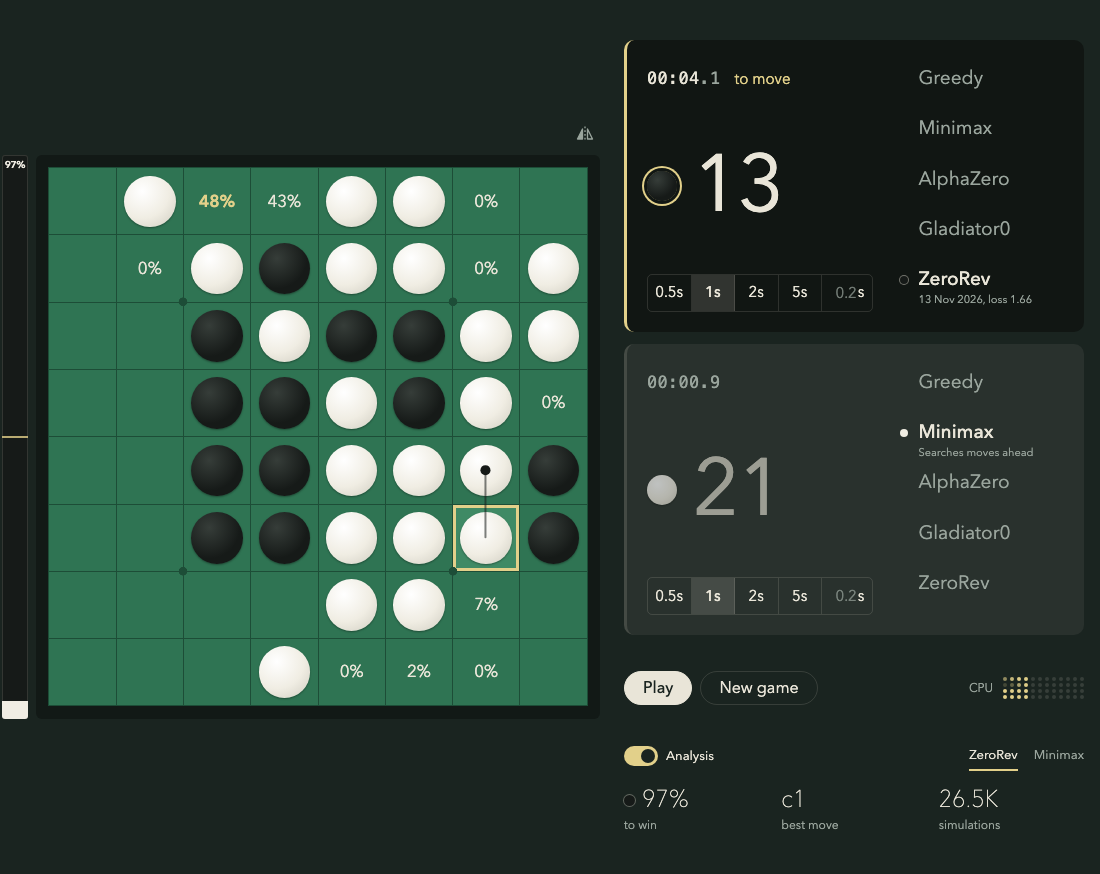 97%
48% 43% 0%
0% 0%
0%
7%
0% 2% 0%
00:04.1 to move
13
0.5s 1s 2s 5s 0.2s
Greedy
Minimax
AlphaZero
Gladiator0
ZeroRev
13 Nov 2026, loss 1.66
00:00.9
21
0.5s 1s 2s 5s 0.2s
Greedy
Minimax
Searches moves ahead
AlphaZero
Gladiator0
ZeroRev
Play New game CPU
Analysis ZeroRev Minimax
97% c1 26.5K
to win best move simulations